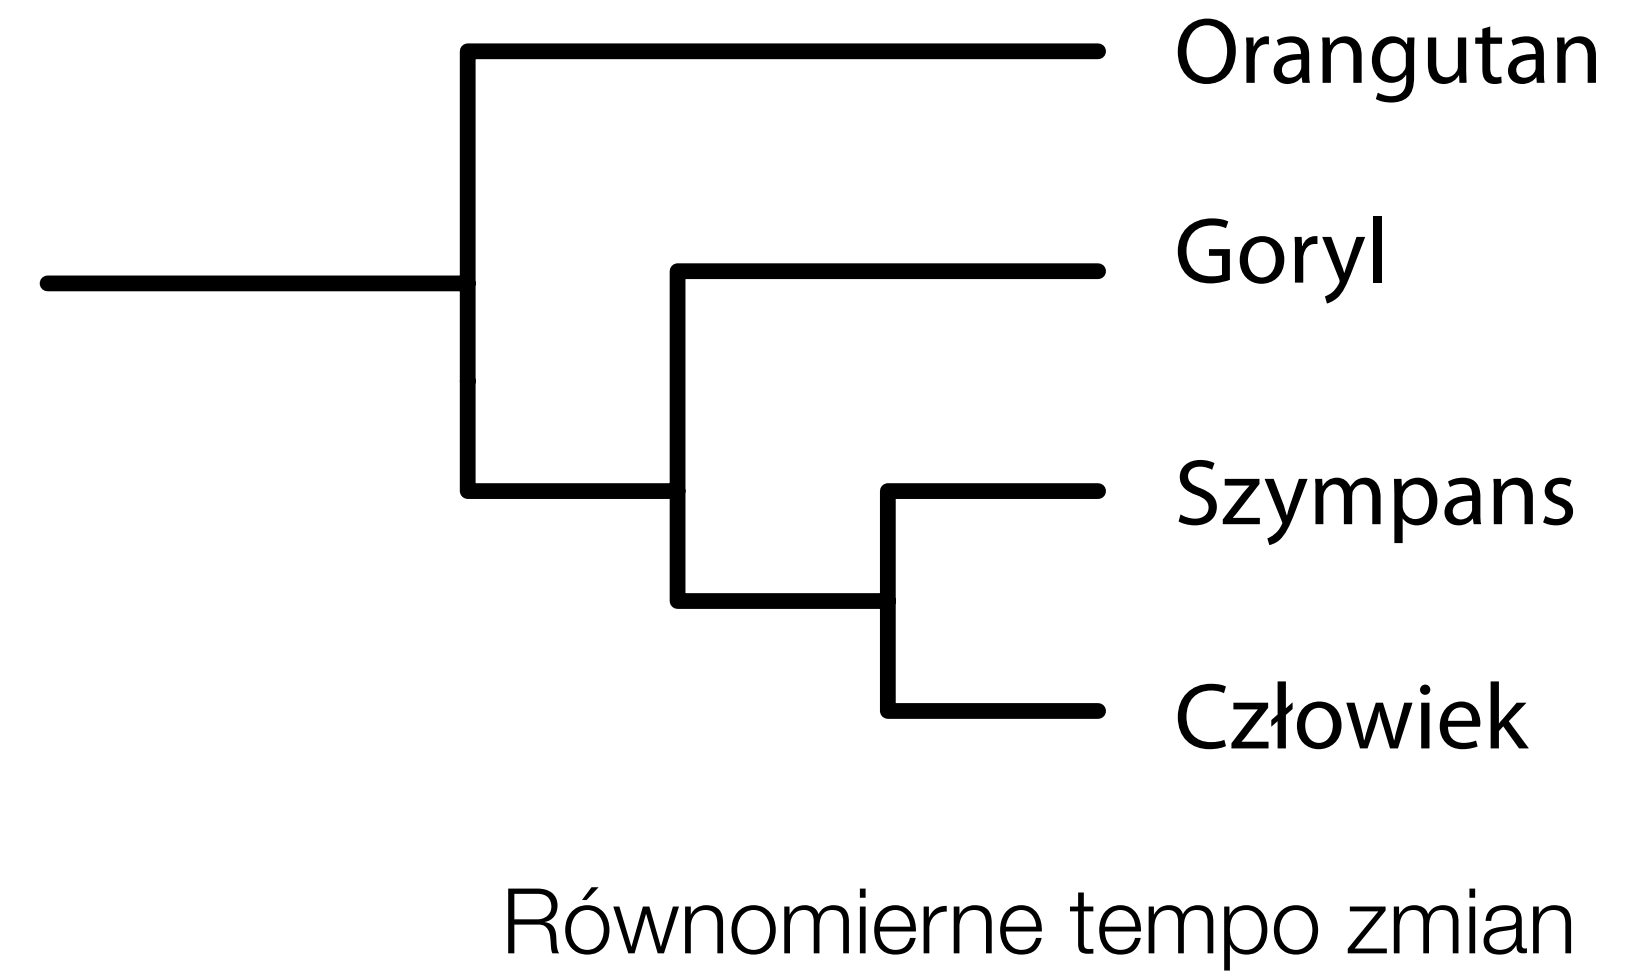 Orangutan
Goryl
Szympans
Człowiek
Równomierne tempo zmian